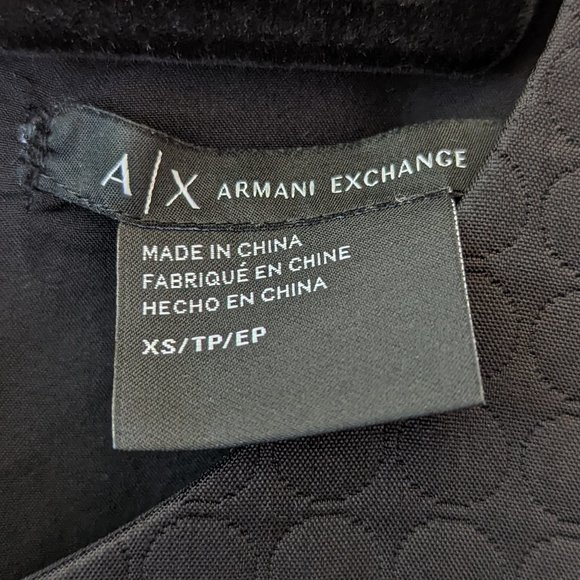 A/X ARMANI EXCHANGE
MADE IN CHINA
FABRIQUÉ EN CHINE
HECHO EN CHINA
XS/TP/EP